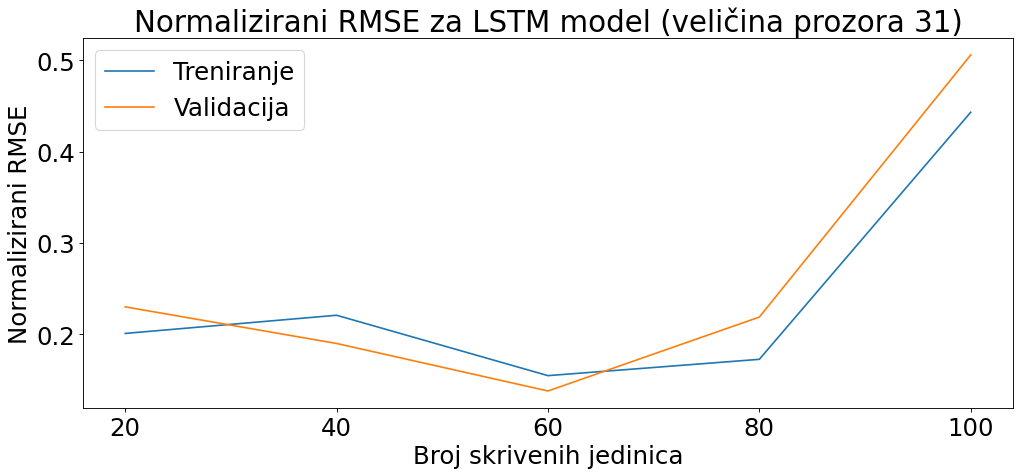 Normalizirani RMSE za LSTM model (veličina prozora 31)
Treniranje
Validacija
Normalizirani RMSE
0.5
0.4
0.3
0.2
20 40 60 80 100
Broj skrivenih jedinica